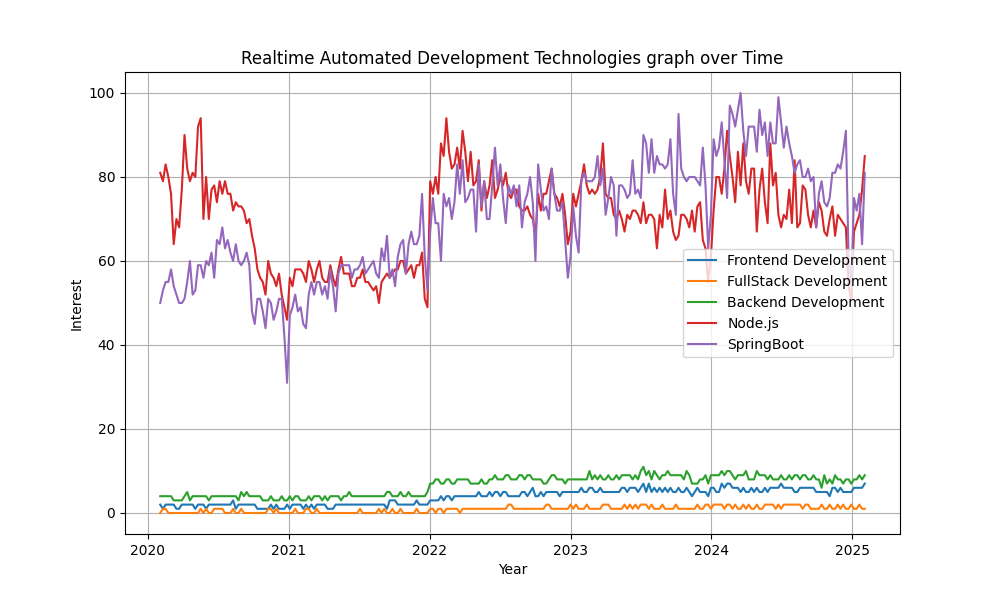 Realtime Automated Development Technologies graph over Time
100
80
60
40
20
0
Interest
Frontend Development
FullStack Development
Backend Development
Node.js
SpringBoot
2020
2021
2022
2023
2024
2025
Year